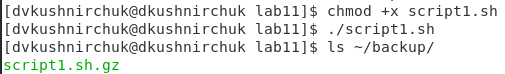 [dvkushnirchuk@dkushnirchuk lab11]$ chmod +x script1.sh
[dvkushnirchuk@dkushnirchuk lab11]$ ./script1.sh
[dvkushnirchuk@dkushnirchuk lab11]$ ls ~/backup/
script1.sh.gz